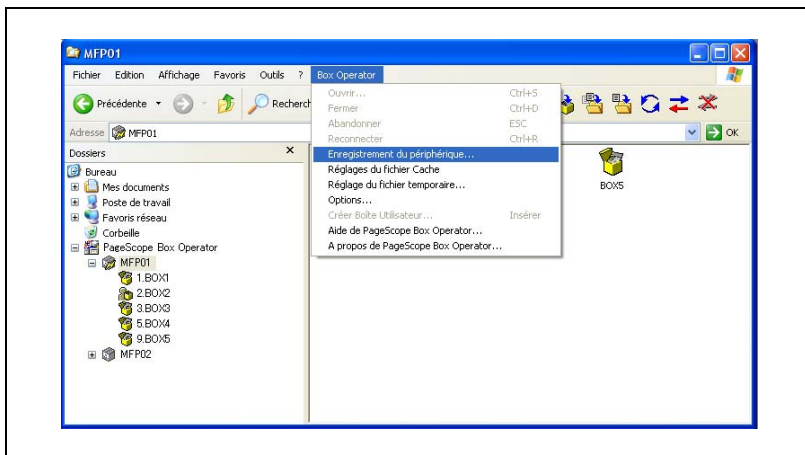 MFP01
Fichier Edition Affichage Favoris Outils ? Box Operator
Précédente Recherch
Adresse MFP01 OK
Dossiers
Bureau
Mes documents
Poste de travail
Favoris réseau
Corbeille
PageScope Box Operator
MFP01
1.BOX1
2.BOX2
3.BOX3
5.BOX4
9.BOX5
MFP02
Ouvrir... Ctrl+S
Fermer Ctrl+D
Abandonner ESC
Reconnecter Ctrl+R
Enregistrement du périphérique...
Réglages du fichier Cache
Réglage du fichier temporaire...
Options...
Créer Boîte Utilisateur... Insérer
Aide de PageScope Box Operator...
A propos de PageScope Box Operator...
BOX5